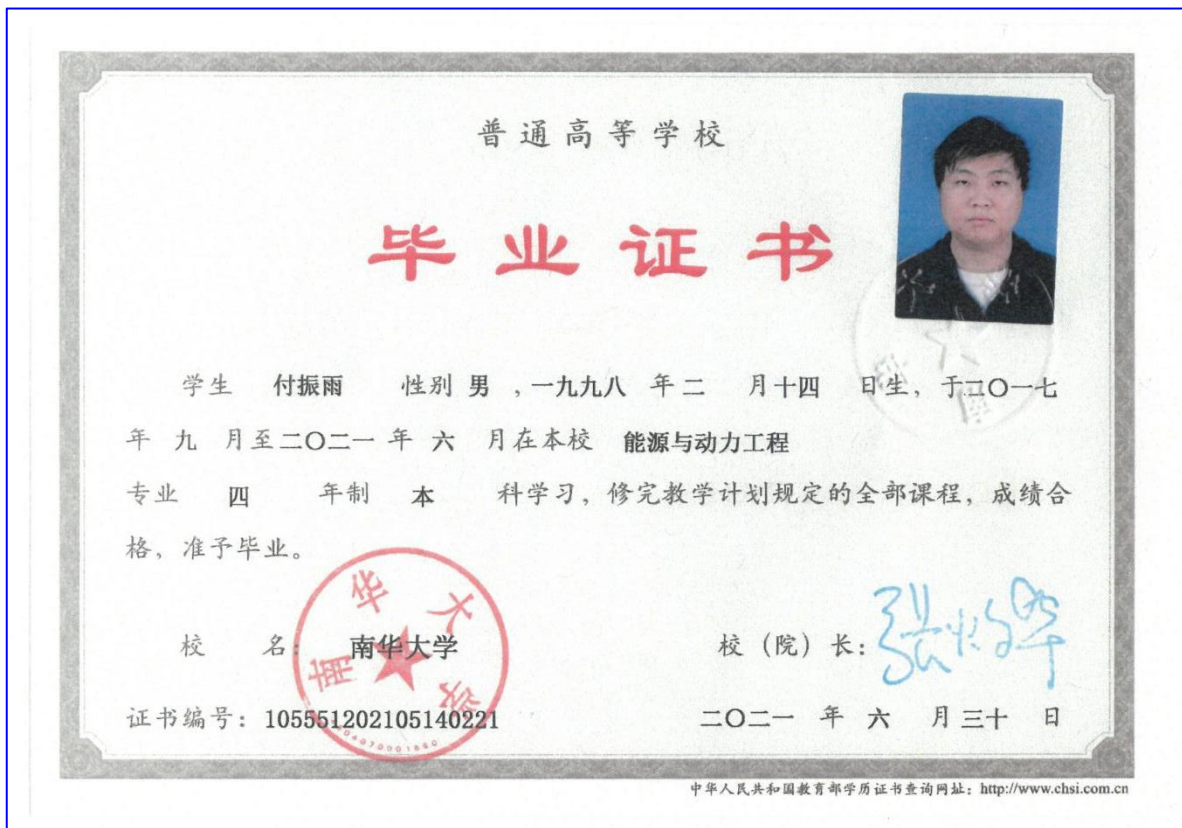 普通高等学校
毕业证书
学生 付振雨 性别 男 ，一九九八 年 二 月十四 日生，于二〇一七
年 九 月至二〇二一 年 六 月在本校 能源与动力工程
专业 四 年制 本 科学习，修完教学计划规定的全部课程，成绩合
格，准予毕业。
南华大学
校 名： 南华大学
校（院）长：
证书编号：105551202105140221
二〇二一 年 六 月三十 日
中华人民共和国教育部学历证书查询网址：http://www.chsi.com.cn